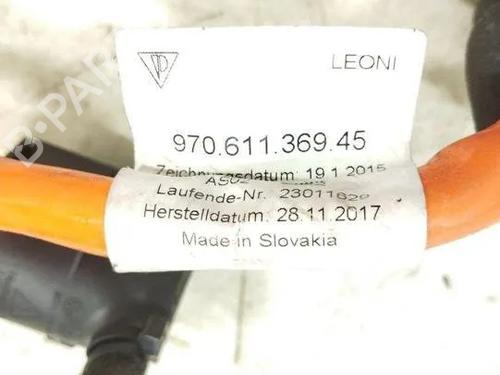 LEONI
970.611.369.45
Zeichnungsdatum: 19.1.2015
Laufende-Nr. 23011629
Herstelldatum: 28.11.2017
Made in Slovakia